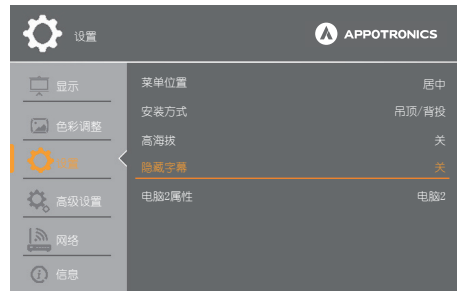 设置
APPOTRONICS
显示
色彩调整
设置
高级设置
网络
信息
菜单位置 居中
安装方式 吊顶/背投
高海拔 关
隐藏字幕 关
电脑2属性 电脑2